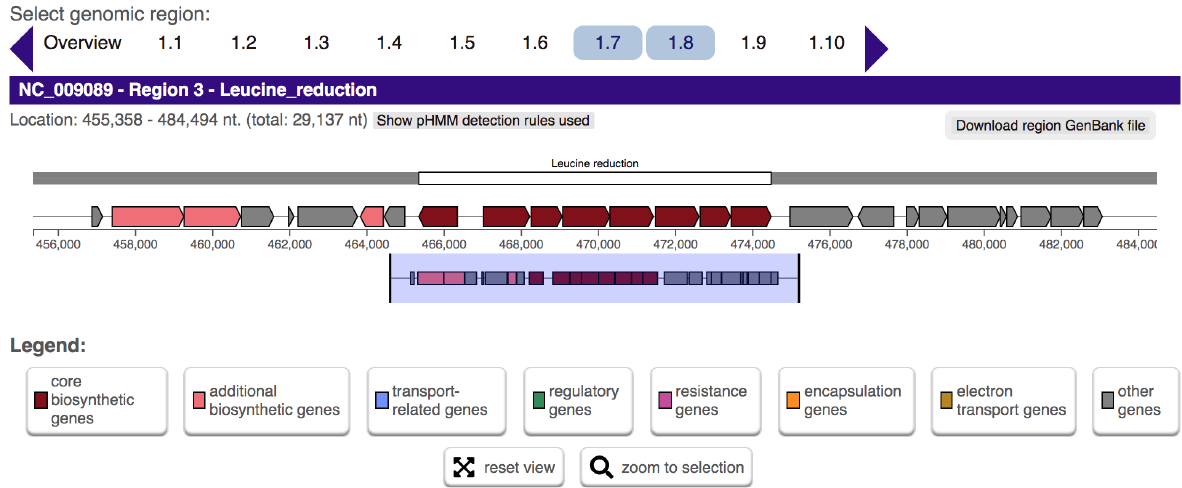 Select genomic region:
Overview 1.1 1.2 1.3 1.4 1.5 1.6 1.7 1.8 1.9 1.10
NC_009089 - Region 3 - Leucine_reduction
Location: 455,358 - 484,494 nt. (total: 29,137 nt) Show pHMM detection rules used
Download region GenBank file
Leucine reduction
456,000 458,000 460,000 462,000 464,000 466,000 468,000 470,000 472,000 474,000 476,000 478,000 480,000 482,000 484,00
Legend:
core
biosynthetic
genes
additional
biosynthetic genes
transport-
related genes
regulatory
genes
resistance
genes
encapsulation
genes
electron
transport genes
other
genes
reset view
zoom to selection